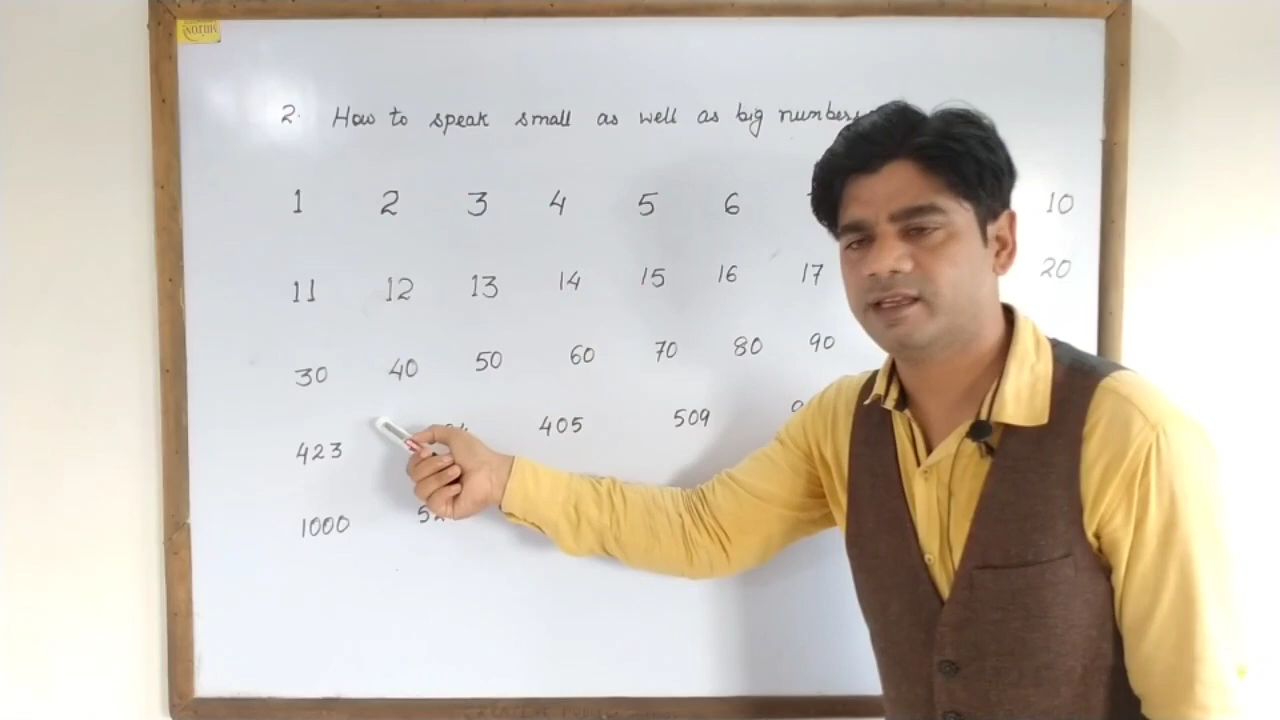 MILTON
2. How to speak small as well as big numbers
1 2 3 4 5 6 10
11 12 13 14 15 16 17 20
30 40 50 60 70 80 90
423 405 509
1000